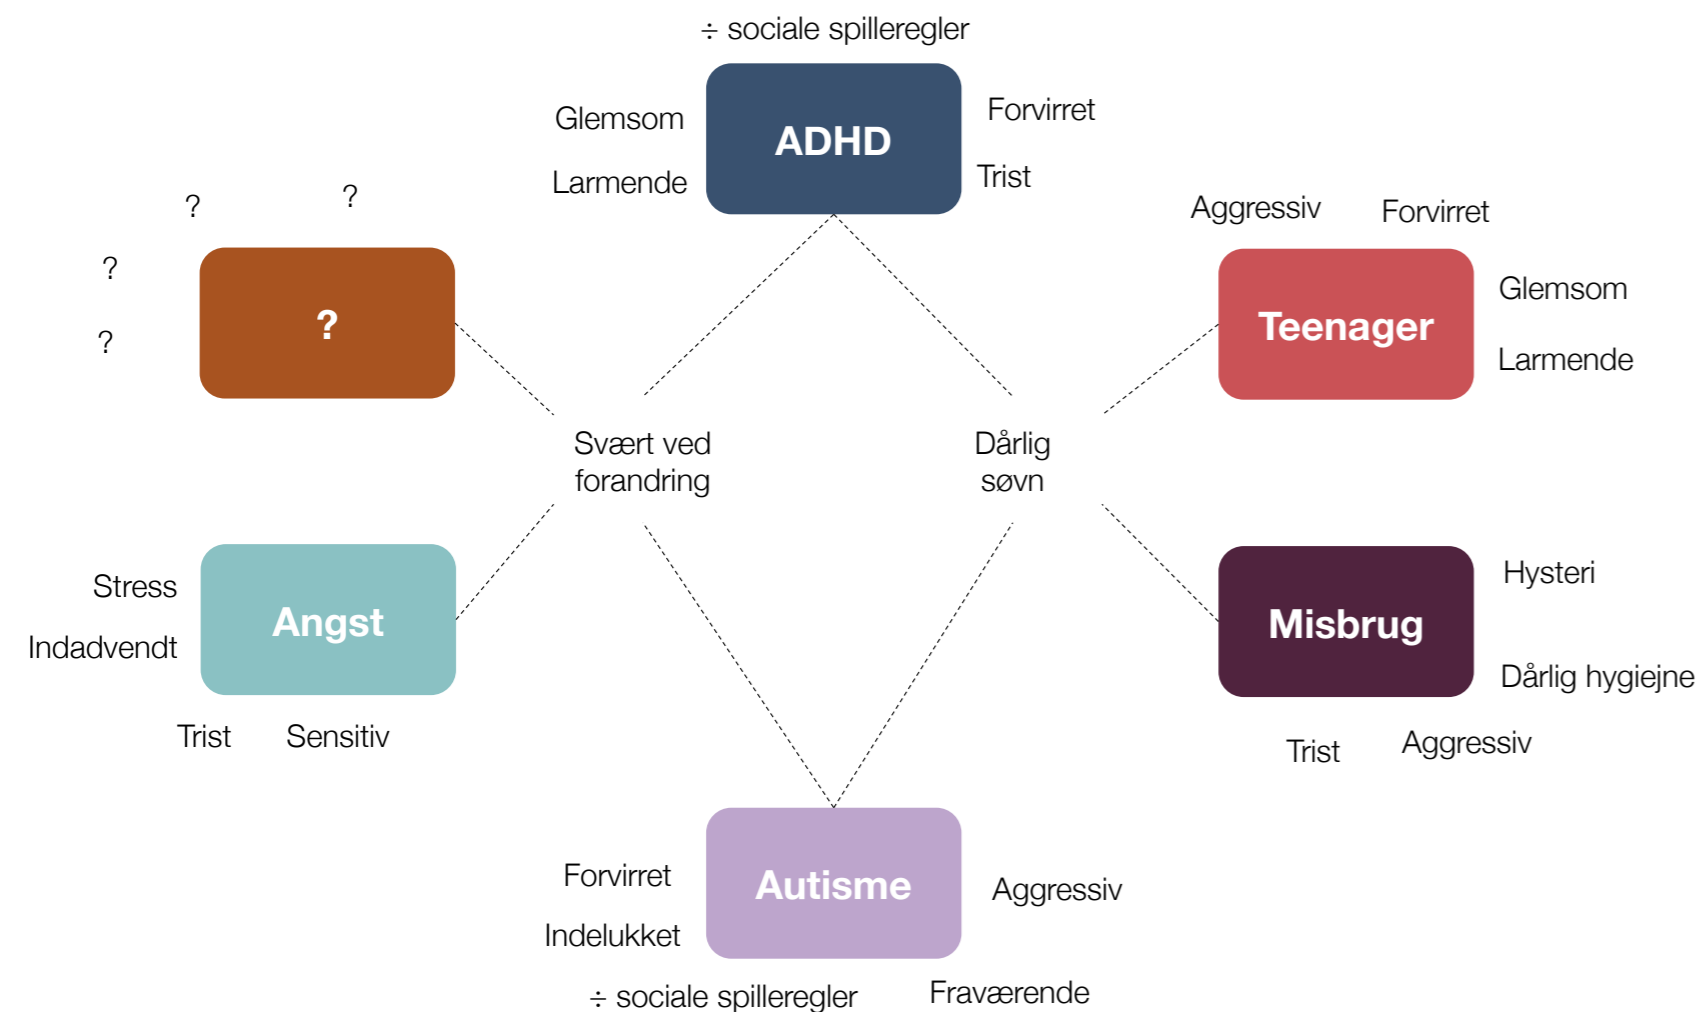 ÷ sociale spilleregler
Glemsom
Larmende
ADHD
Forvirret
Trist
?
?
?
?
?
Aggressiv
Forvirret
Teenager
Glemsom
Larmende
Svært ved
forandring
Dårlig
søvn
Stress
Indadvendt
Angst
Trist
Sensitiv
Misbrug
Hysteri
Dårlig hygiejne
Trist
Aggressiv
Forvirret
Indelukket
Autisme
Aggressiv
÷ sociale spilleregler
Fraværende